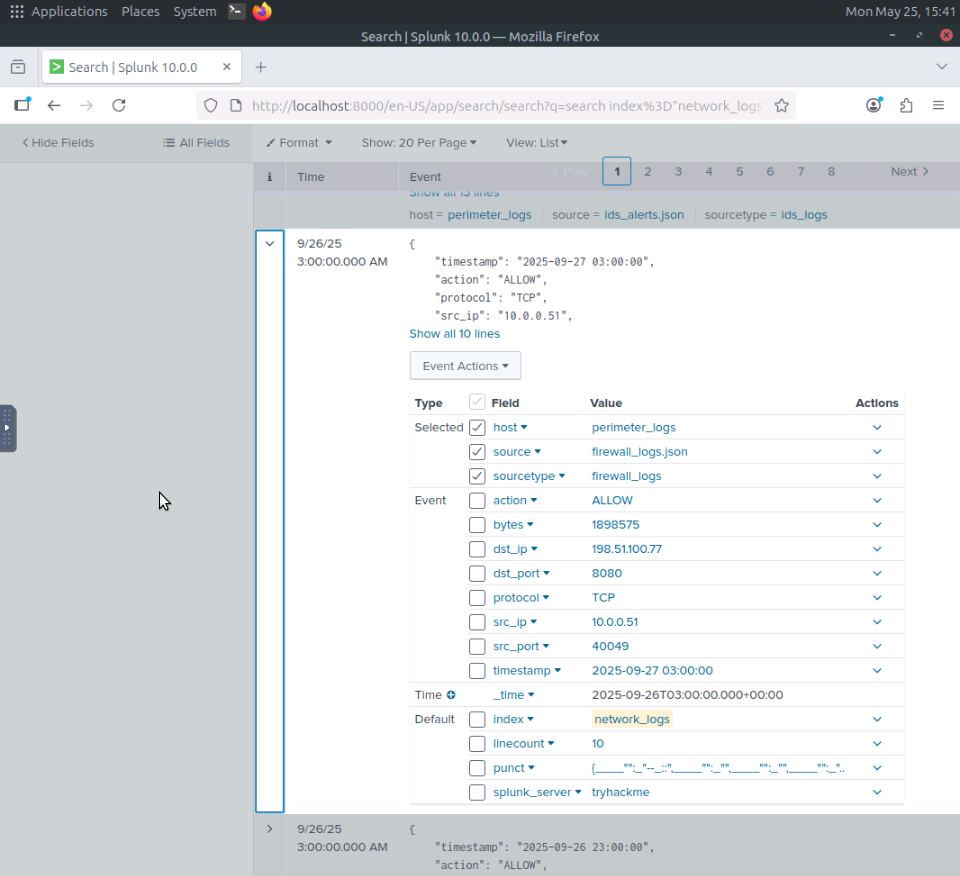 Applications Places System Mon May 25, 15:41
Search | Splunk 10.0.0 — Mozilla Firefox
Search | Splunk 10.0.0
http://localhost:8000/en-US/app/search/search?q=search index%3D"network_logs"
Hide Fields All Fields Format Show: 20 Per Page View: List
i Time Event Prev 1 2 3 4 5 6 7 8 ... Next
Show all 13 lines
host = perimeter_logs source = ids_alerts.json sourcetype = ids_logs
9/26/25 {
3:00:00.000 AM "timestamp": "2025-09-27 03:00:00",
"action": "ALLOW",
"protocol": "TCP",
"src_ip": "10.0.0.51",
Show all 10 lines
Event Actions
Type Field Value Actions
Selected host perimeter_logs
source firewall_logs.json
sourcetype firewall_logs
Event action ALLOW
bytes 1898575
dst_ip 198.51.100.77
dst_port 8080
protocol TCP
src_ip 10.0.0.51
src_port 40049
timestamp 2025-09-27 03:00:00
Time _time 2025-09-26T03:00:00.000+00:00
Default index network_logs
linecount 10
punct
splunk_server tryhackme
9/26/25 {
3:00:00.000 AM "timestamp": "2025-09-26 23:00:00",
"action": "ALLOW",